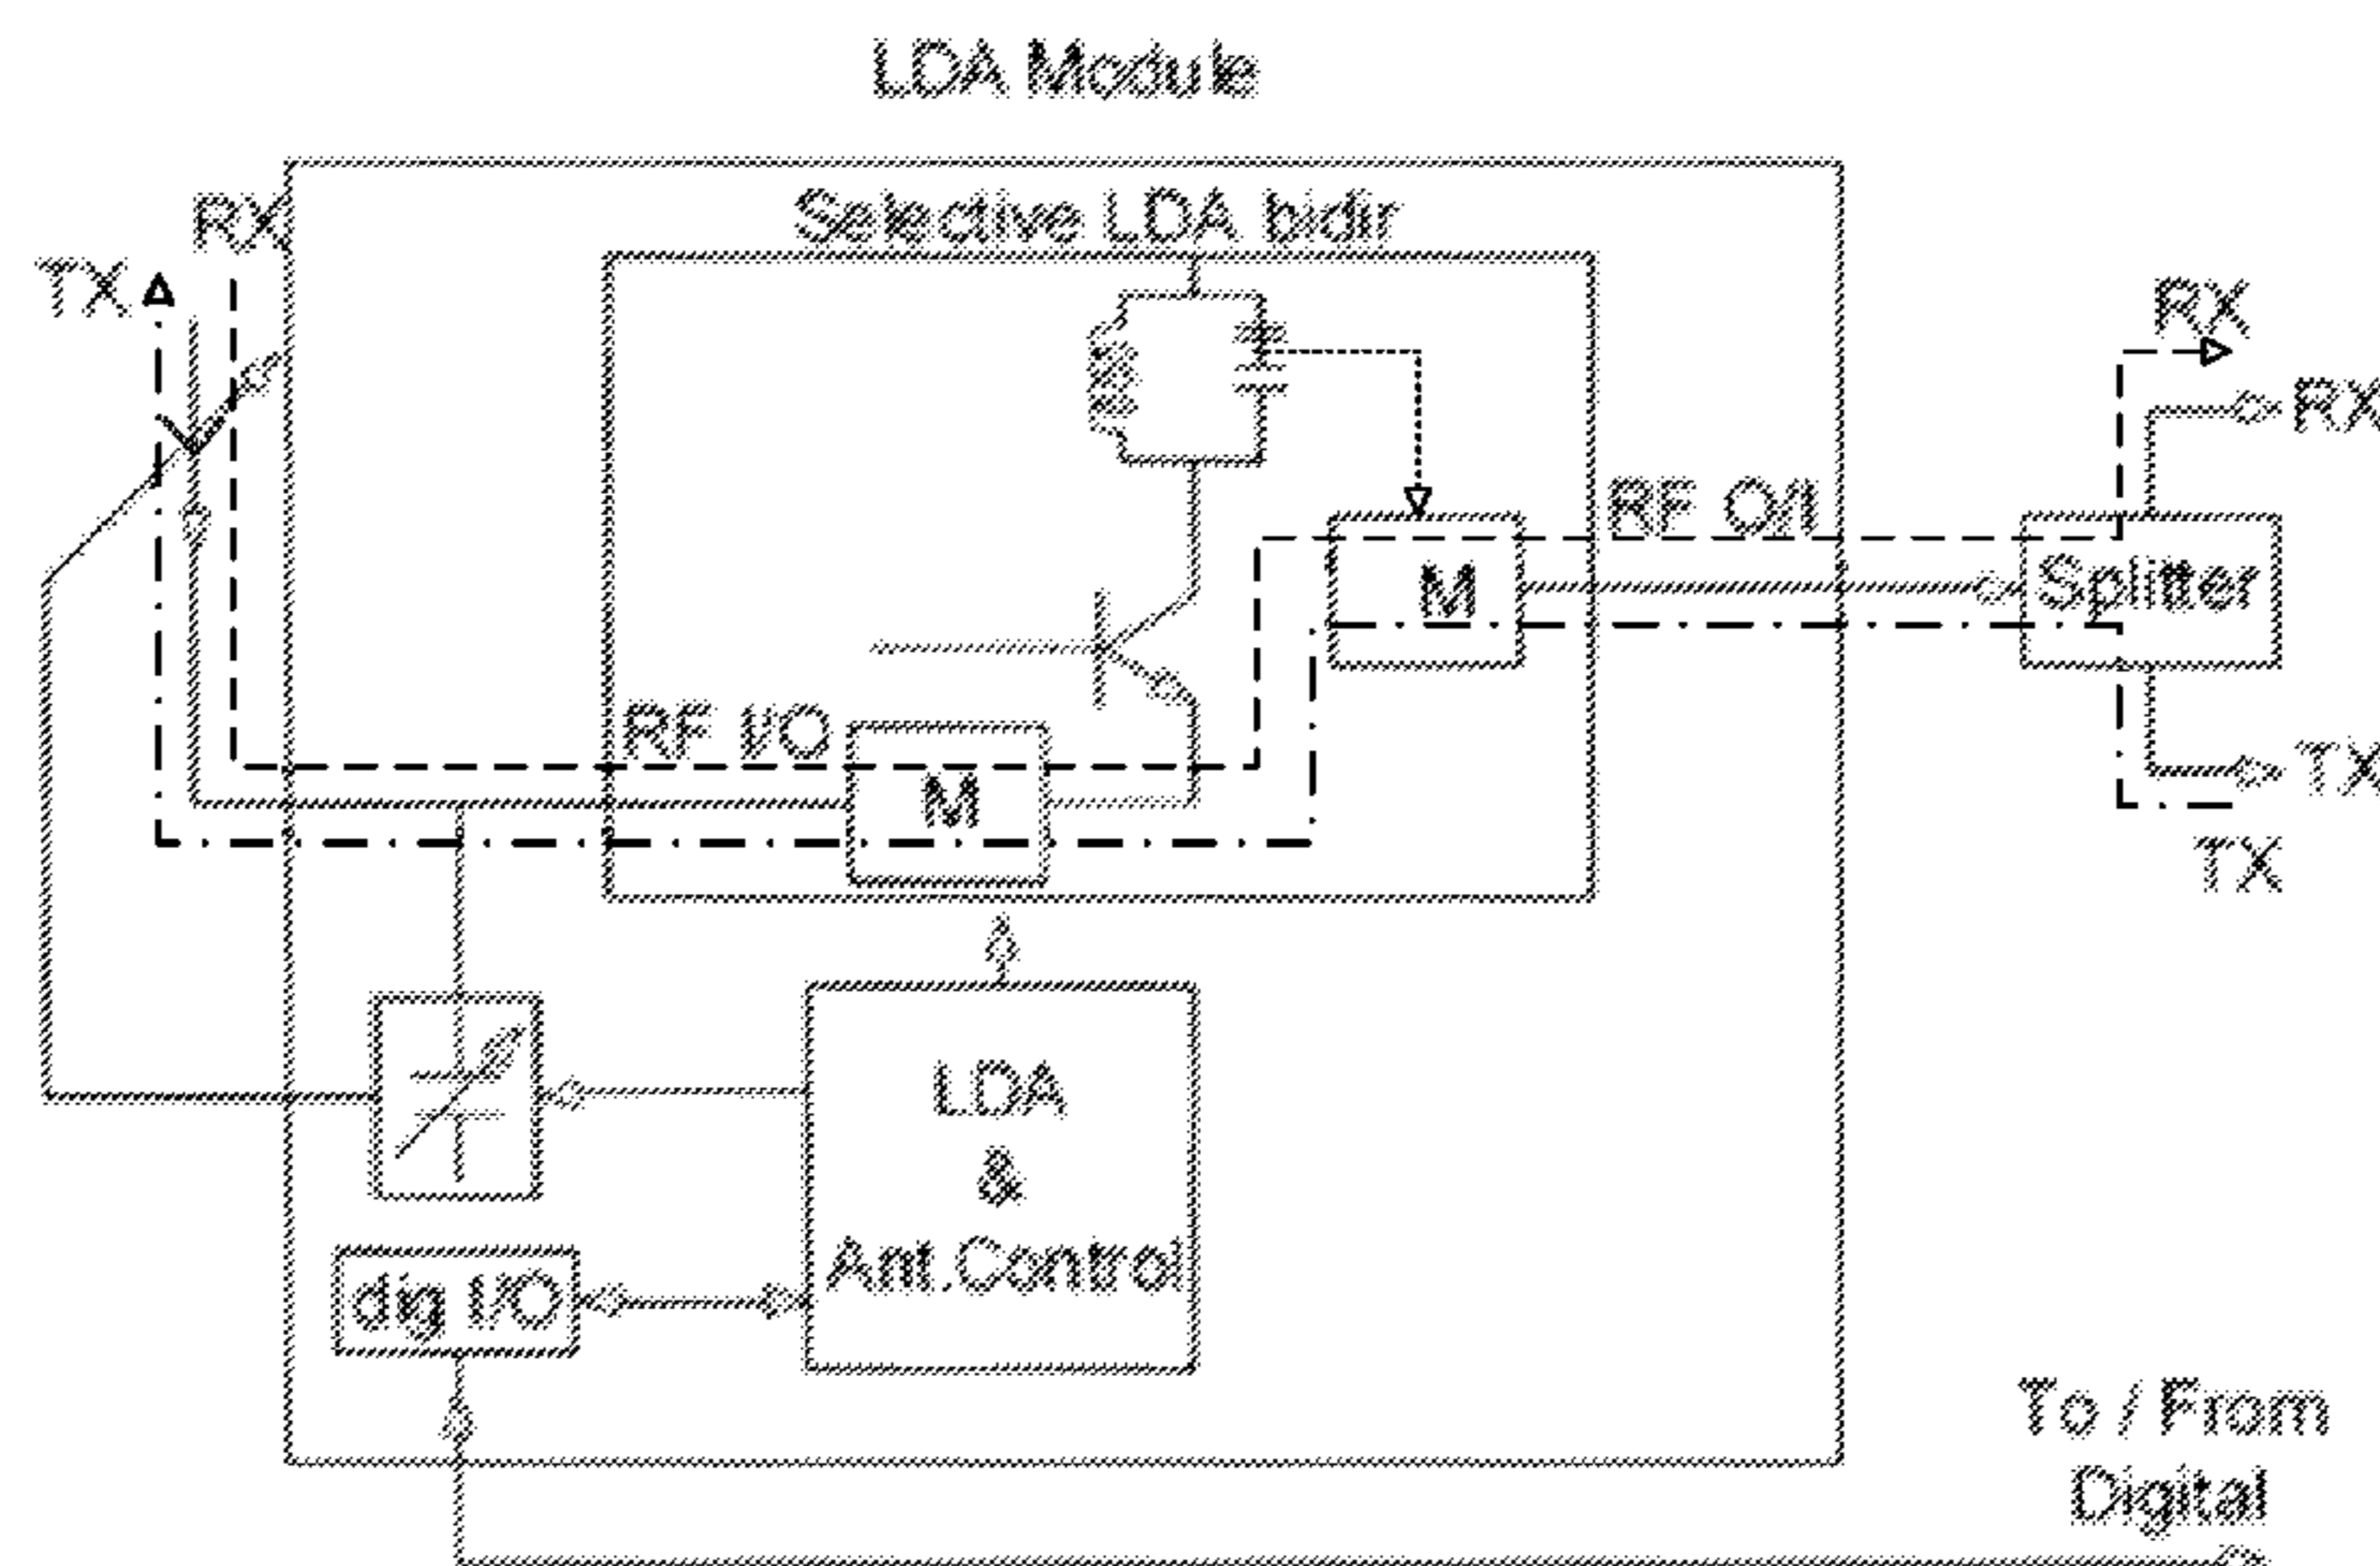 LDA Module
Selective LDA bidir
RX
TX
RX
RX
RF O/I
M
Splitter
RF I/O
M
TX
TX
LDA
&
Ant.Control
dig I/O
To / From
Digital